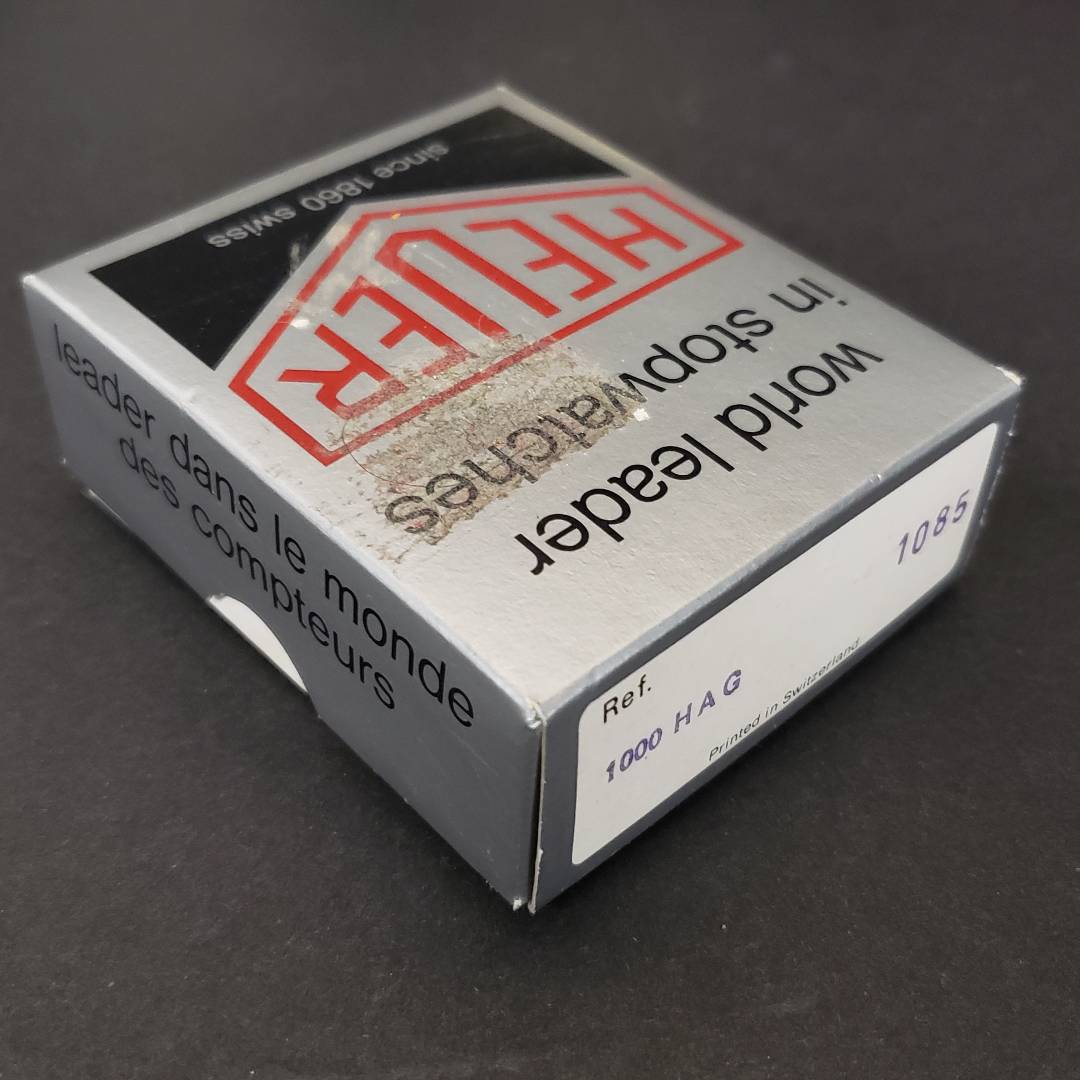 since 1860 swiss
HEUER
world leader
in stopwatches
leader dans le monde
des compteurs
Ref.
1085
1000 HAG
Printed in Switzerland